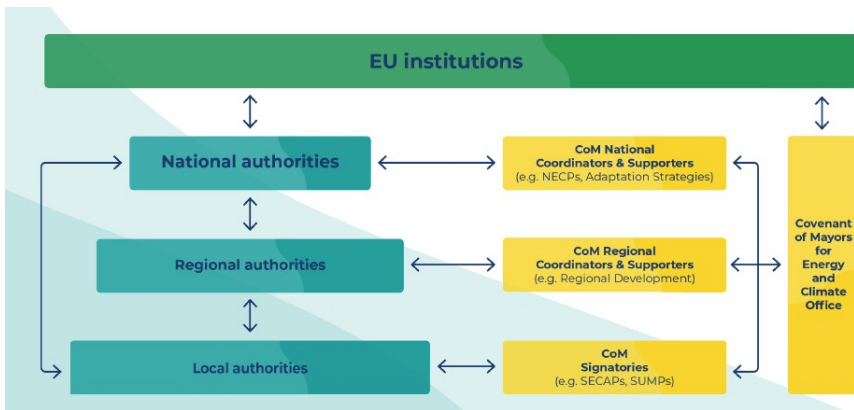 EU institutions
National authorities
CoM National
Coordinators & Supporters
(e.g. NECPs, Adaptation Strategies)
Regional authorities
CoM Regional
Coordinators & Supporters
(e.g. Regional Development)
Local authorities
CoM
Signatories
(e.g. SECAPs, SUMPs)
Covenant
of Mayors
for
Energy
and
Climate
Office